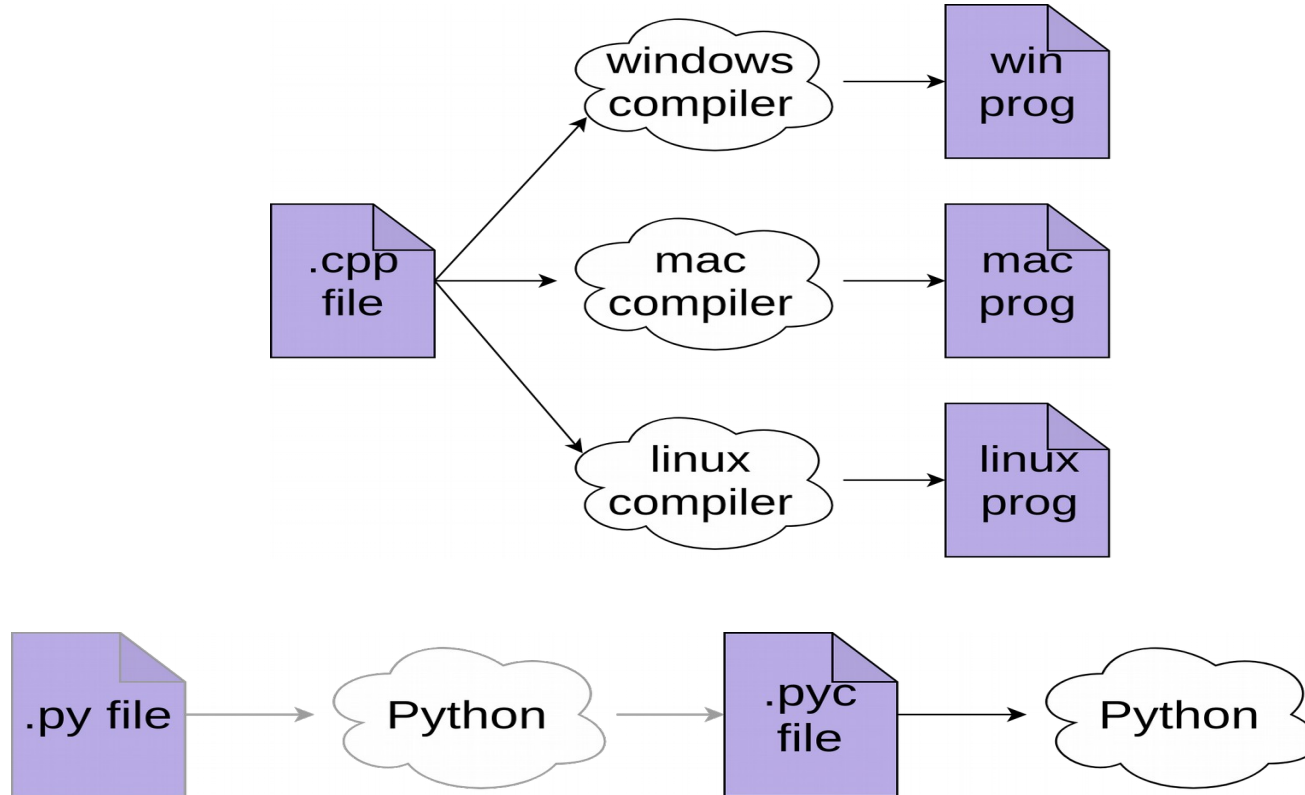 windows
compiler
win
prog
.cpp
file
mac
compiler
mac
prog
linux
compiler
linux
prog
.py file
Python
.pyc
file
Python